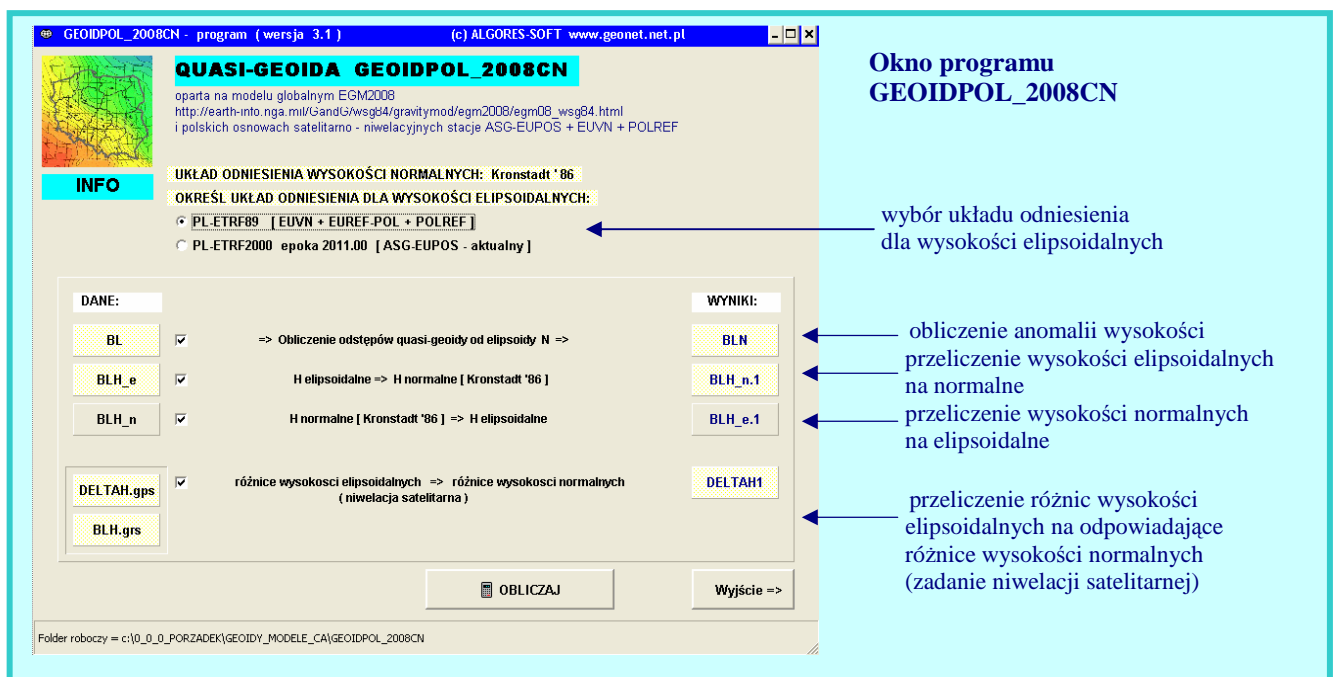 GEOIDPOL_2008CN - program ( wersja 3.1 ) (c) ALGORES-SOFT www.geonet.net.pl
QUASI-GEOIDA GEOIDPOL_2008CN
oparta na modelu globalnym EGM2008
http://earth-info.nga.mil/GandG/wsg84/gravitymod/egm2008/egm08_wsg84.html
i polskich osnowach satelitarno - niwelacyjnych stacje ASG-EUPOS + EUVN + POLREF
INFO
UKŁAD ODNIESIENIA WYSOKOŚCI NORMALNYCH: Kronstadt '86
OKREŚL UKŁAD ODNIESIENIA DLA WYSOKOŚCI ELIPSOIDALNYCH:
PL-ETRF89 [ EUVN + EUREF-POL + POLREF ]
PL-ETRF2000 epoka 2011.00 [ ASG-EUPOS - aktualny ]
DANE:
WYNIKI:
BL => Obliczenie odstępów quasi-geoidy od elipsoidy N => BLN
BLH_e H elipsoidalne => H normalne [ Kronstadt '86 ] BLH_n.1
BLH_n H normalne [ Kronstadt '86 ] => H elipsoidalne BLH_e.1
DELTAH.gps różnice wysokosci elipsoidalnych => różnice wysokosci normalnych DELTAH1
( niwelacja satelitarna )
BLH.grs
OBLICZAJ
Wyjście =>
Folder roboczy = c:\0_0_0_PORZADEK\GEOIDY_MODELE_CA\GEOIDPOL_2008CN
Okno programu
GEOIDPOL_2008CN
wybór układu odniesienia
dla wysokości elipsoidalnych
obliczenie anomalii wysokości
przeliczenie wysokości elipsoidalnych
na normalne
przeliczenie wysokości normalnych
na elipsoidalne
przeliczenie różnic wysokości
elipsoidalnych na odpowiadające
różnice wysokości normalnych
(zadanie niwelacji satelitarnej)